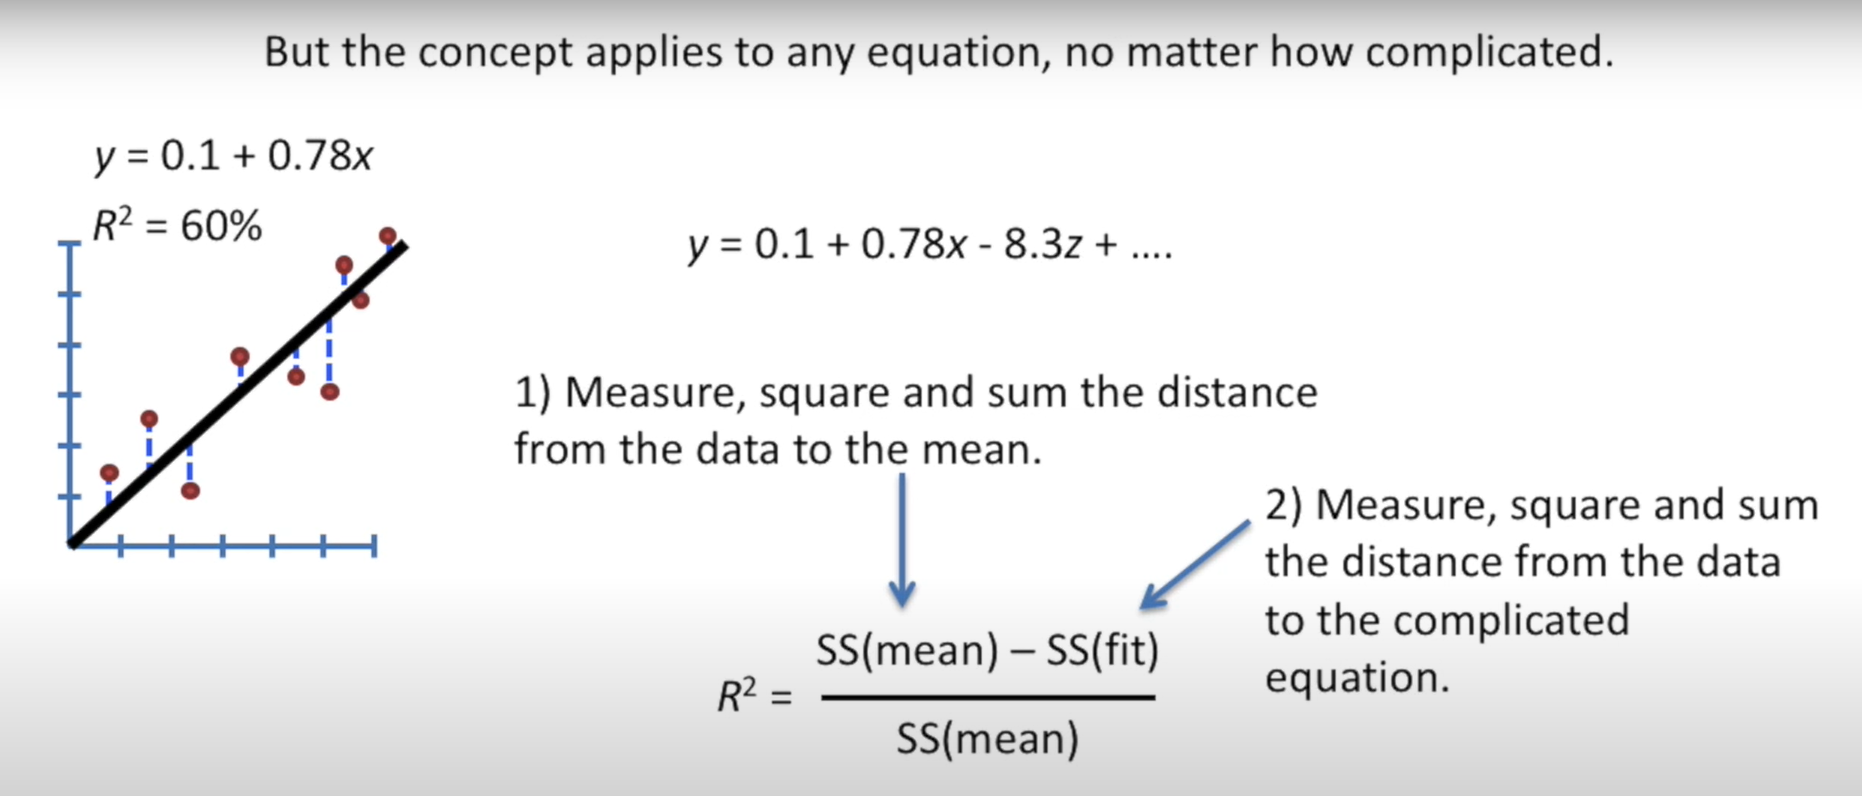 But the concept applies to any equation, no matter how complicated.
y = 0.1 + 0.78x
R² = 60%
y = 0.1 + 0.78x - 8.3z + ....
1) Measure, square and sum the distance
from the data to the mean.
2) Measure, square and sum
the distance from the data
to the complicated
equation.
SS(mean) – SS(fit)
R² =
SS(mean)